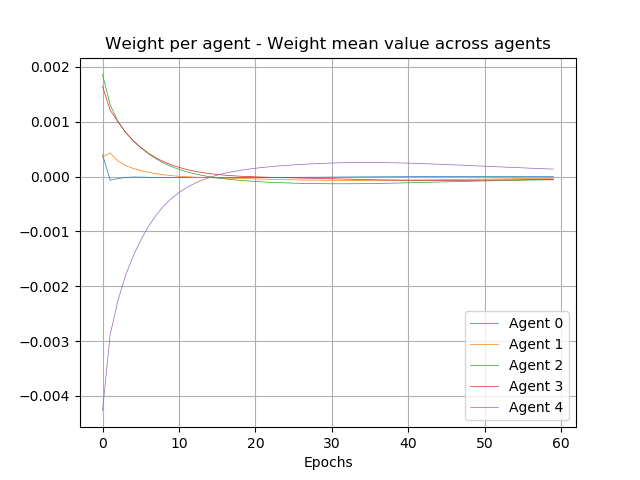 Weight per agent - Weight mean value across agents
0.002
0.001
0.000
−0.001
−0.002
−0.003
−0.004
0 10 20 30 40 50 60
Epochs
Agent 0
Agent 1
Agent 2
Agent 3
Agent 4